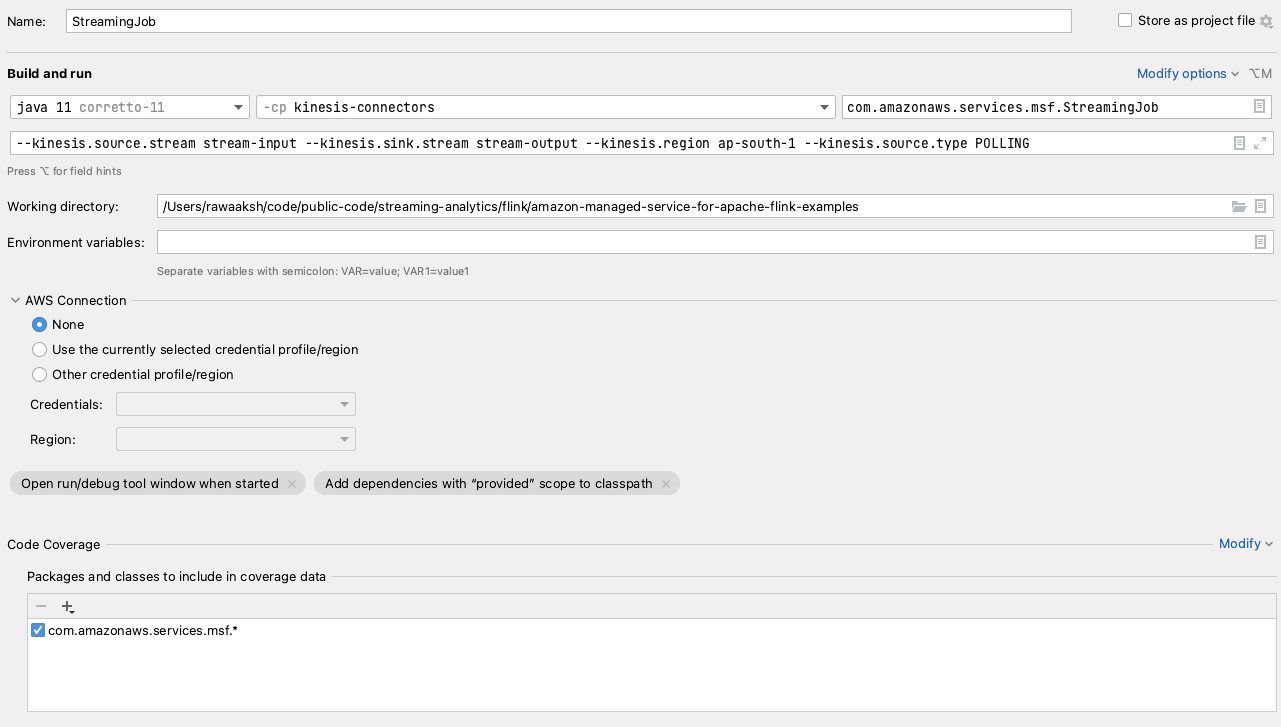 Name: StreamingJob Store as project file
Build and run Modify options ⌥M
java 11 corretto-11 -cp kinesis-connectors com.amazonaws.services.msf.StreamingJob
--kinesis.source.stream stream-input --kinesis.sink.stream stream-output --kinesis.region ap-south-1 --kinesis.source.type POLLING
Press ⌥ for field hints
Working directory: /Users/rawaaksh/code/public-code/streaming-analytics/flink/amazon-managed-service-for-apache-flink-examples
Environment variables:
Separate variables with semicolon: VAR=value; VAR1=value1
AWS Connection
None
Use the currently selected credential profile/region
Other credential profile/region
Credentials:
Region:
Open run/debug tool window when started × Add dependencies with “provided” scope to classpath ×
Code Coverage Modify
Packages and classes to include in coverage data
com.amazonaws.services.msf.*